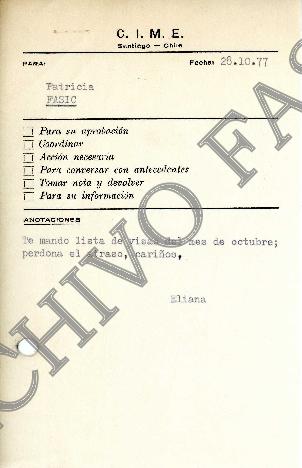 C. I. M. E.
Santiago — Chile
PARA: Fecha: 28.10.77
Patricia
FASIC
Para su aprobación
Coordinar
Acción necesaria
Para conversar con antecedentes
Tomar nota y devolver
Para su información
ANOTACIONES
Te mando lista de visas del mes de octubre;
perdona el atraso, cariños,
Eliana
ARCHIVO FASIC